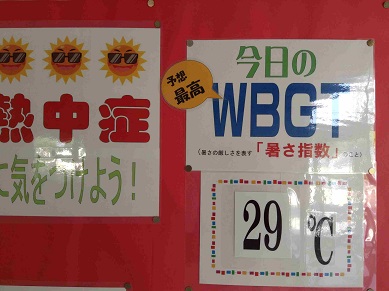 熱中症
に気をつけよう！
今日の
予想
最高
WBGT
（暑さの厳しさを表す「暑さ指数」のこと）
29 ℃